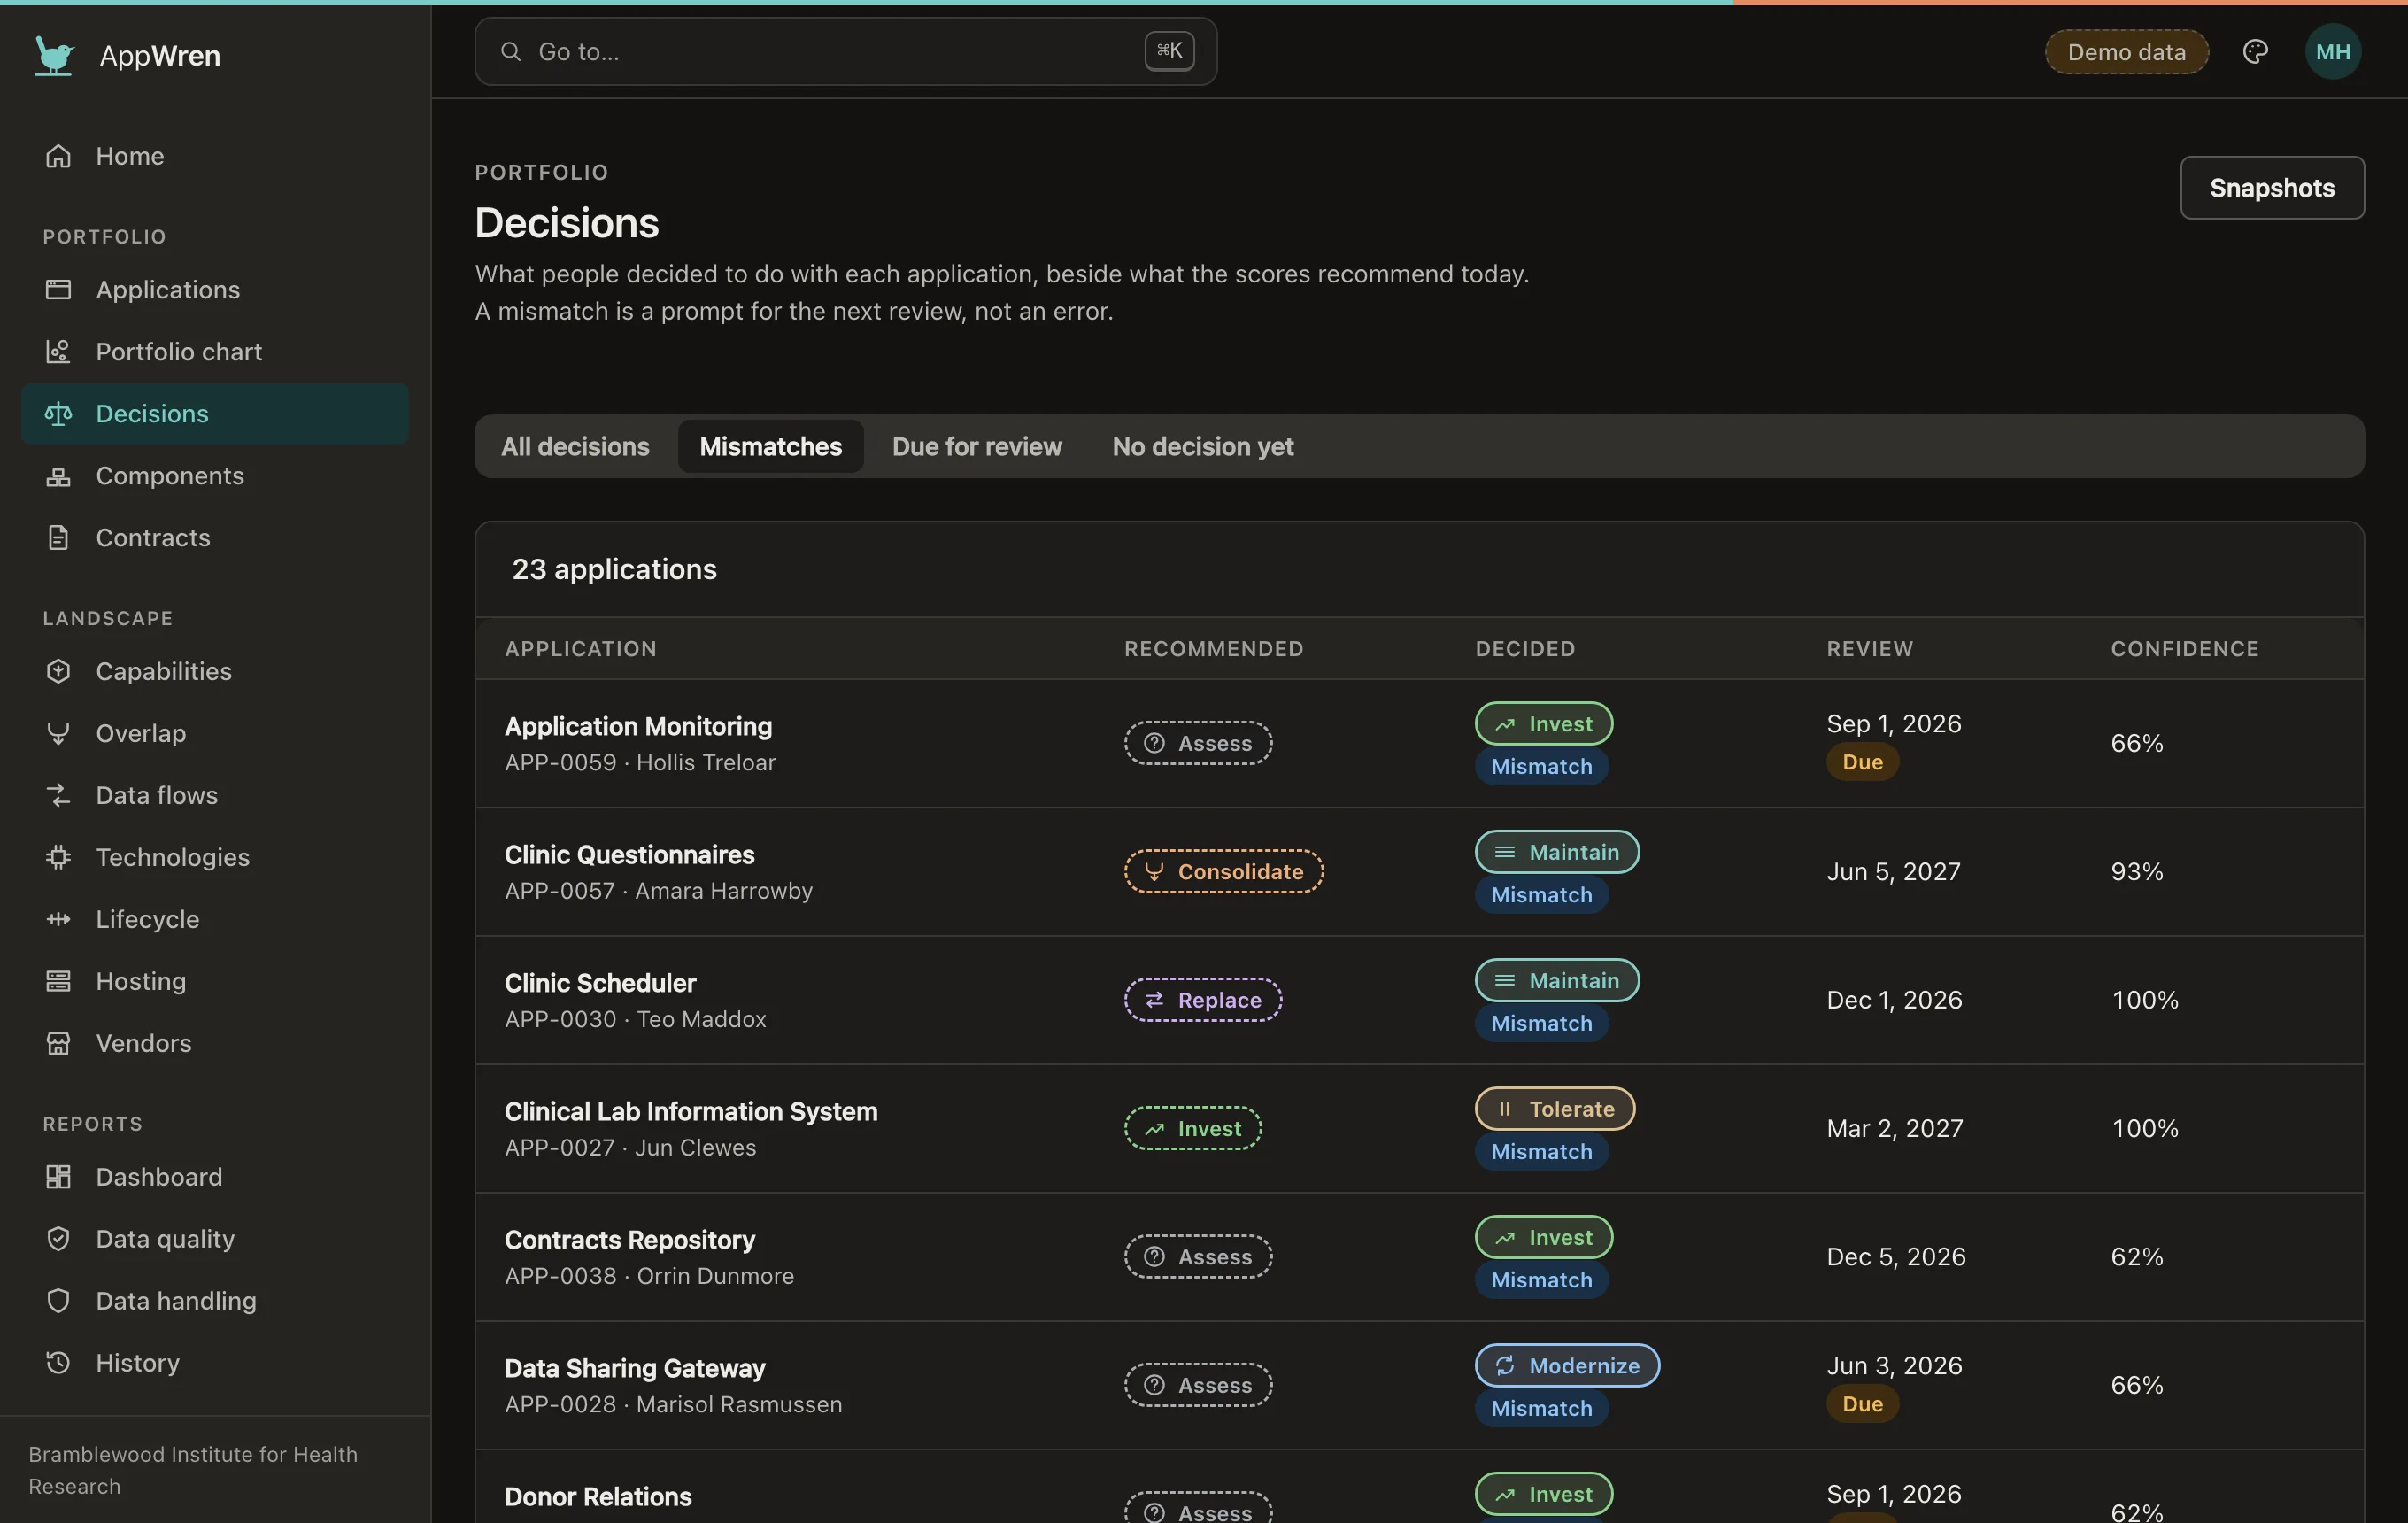 AppWren
Go to...
⌘K
Demo data
MH
Home
PORTFOLIO
Applications
Portfolio chart
Decisions
Components
Contracts
LANDSCAPE
Capabilities
Overlap
Data flows
Technologies
Lifecycle
Hosting
Vendors
REPORTS
Dashboard
Data quality
Data handling
History
Bramblewood Institute for Health
Research
PORTFOLIO
Decisions
What people decided to do with each application, beside what the scores recommend today.
A mismatch is a prompt for the next review, not an error.
Snapshots
All decisions Mismatches Due for review No decision yet
23 applications
APPLICATION RECOMMENDED DECIDED REVIEW CONFIDENCE
Application Monitoring
APP-0059 · Hollis Treloar
Assess
Invest
Mismatch
Sep 1, 2026
Due
66%
Clinic Questionnaires
APP-0057 · Amara Harrowby
Consolidate
Maintain
Mismatch
Jun 5, 2027
93%
Clinic Scheduler
APP-0030 · Teo Maddox
Replace
Maintain
Mismatch
Dec 1, 2026
100%
Clinical Lab Information System
APP-0027 · Jun Clewes
Invest
Tolerate
Mismatch
Mar 2, 2027
100%
Contracts Repository
APP-0038 · Orrin Dunmore
Assess
Invest
Mismatch
Dec 5, 2026
62%
Data Sharing Gateway
APP-0028 · Marisol Rasmussen
Assess
Modernize
Mismatch
Jun 3, 2026
Due
66%
Donor Relations
Assess
Invest
Sep 1, 2026
62%